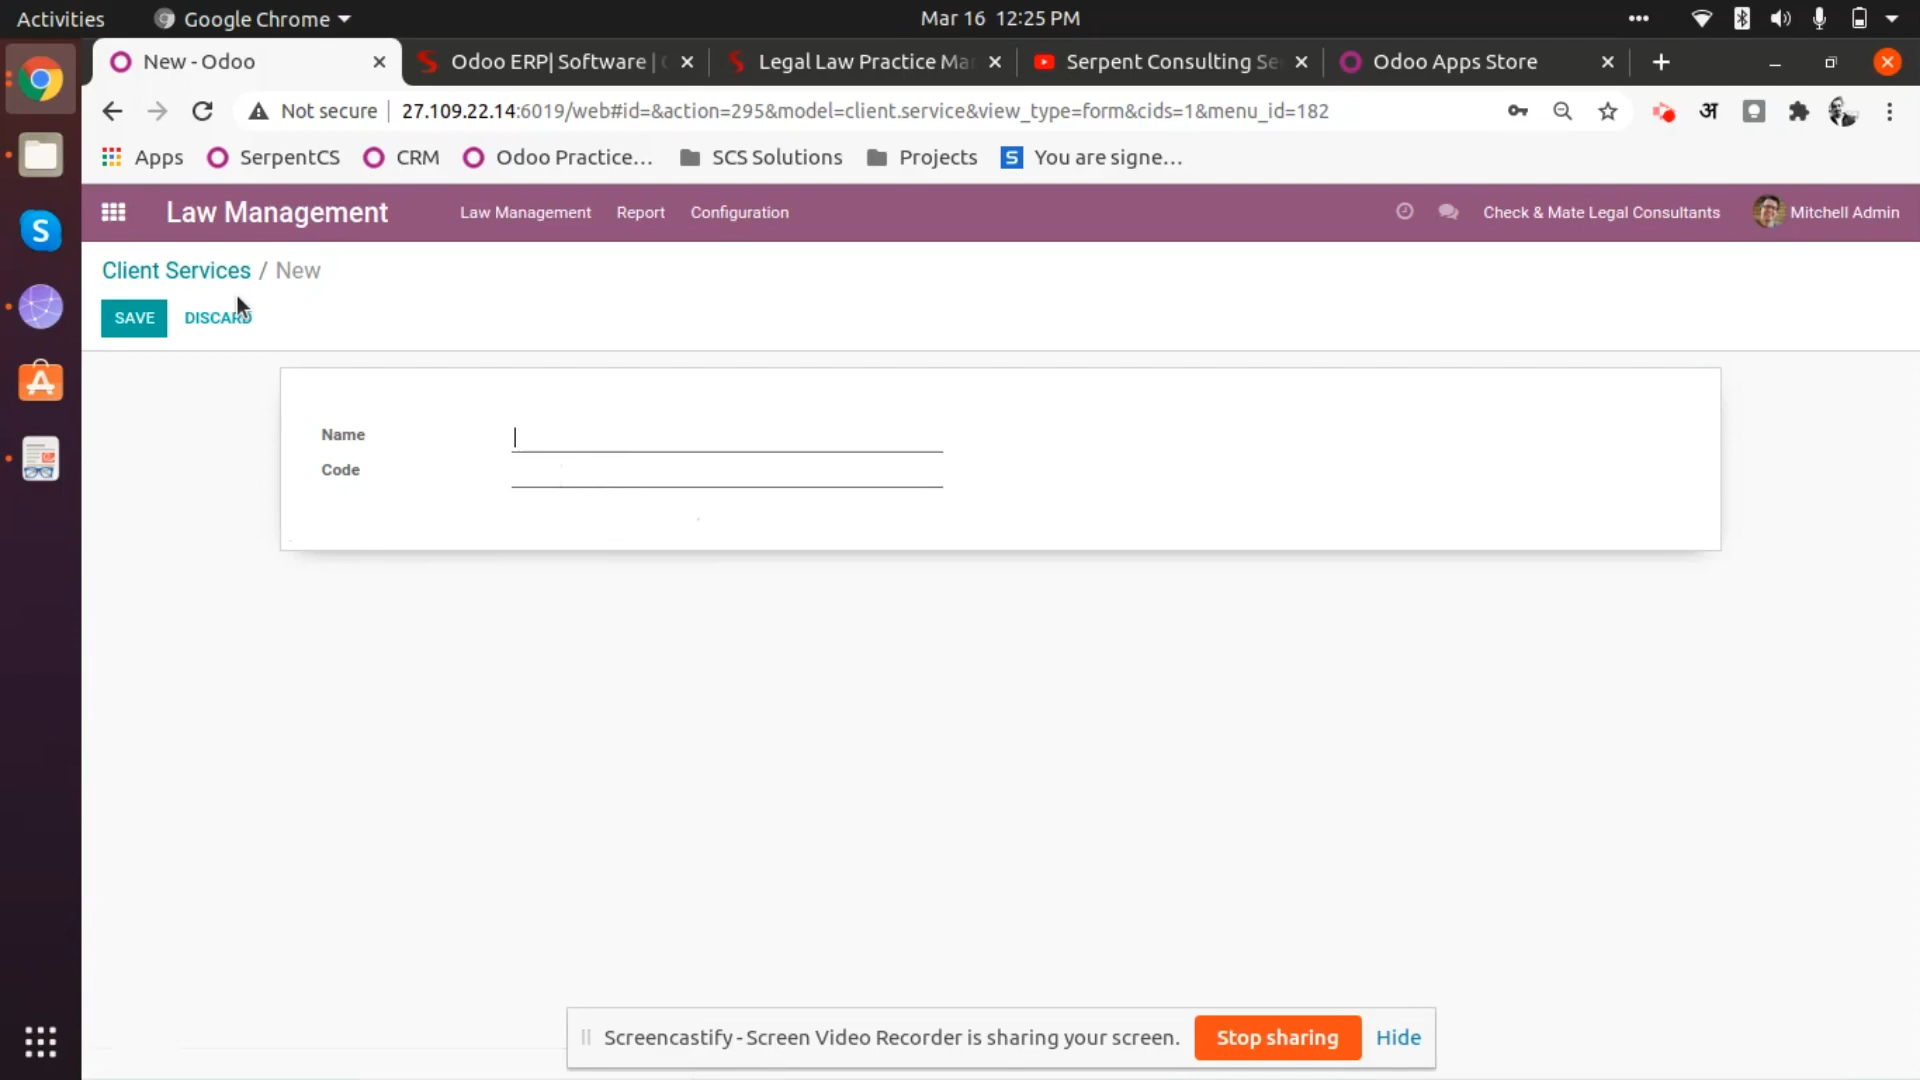 Activities Google Chrome Mar 16 12:25 PM
New - Odoo Odoo ERP| Software | Legal Law Practice Ma Serpent Consulting Se Odoo Apps Store
Not secure 27.109.22.14:6019/web#id=&action=295&model=client.service&view_type=form&cids=1&menu_id=182 अ
Apps SerpentCS CRM Odoo Practice... SCS Solutions Projects S You are signe...
Law Management Law Management Report Configuration Check & Mate Legal Consultants Mitchell Admin
Client Services / New
SAVE DISCARD
Name
Code
Screencastify - Screen Video Recorder is sharing your screen. Stop sharing Hide